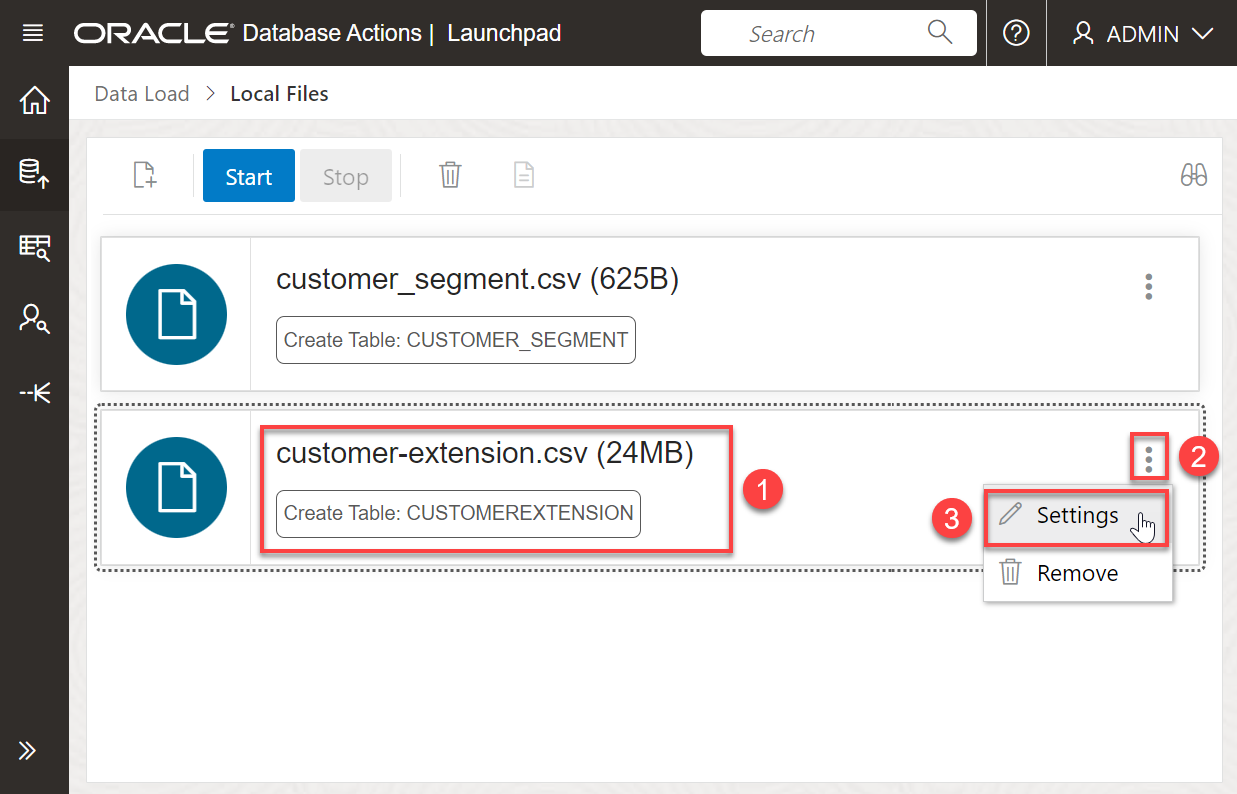 ORACLE® Database Actions | Launchpad
Search
ADMIN
Data Load > Local Files
Start
Stop
customer_segment.csv (625B)
Create Table: CUSTOMER_SEGMENT
customer-extension.csv (24MB)
Create Table: CUSTOMEREXTENSION
1
2
3
Settings
Remove